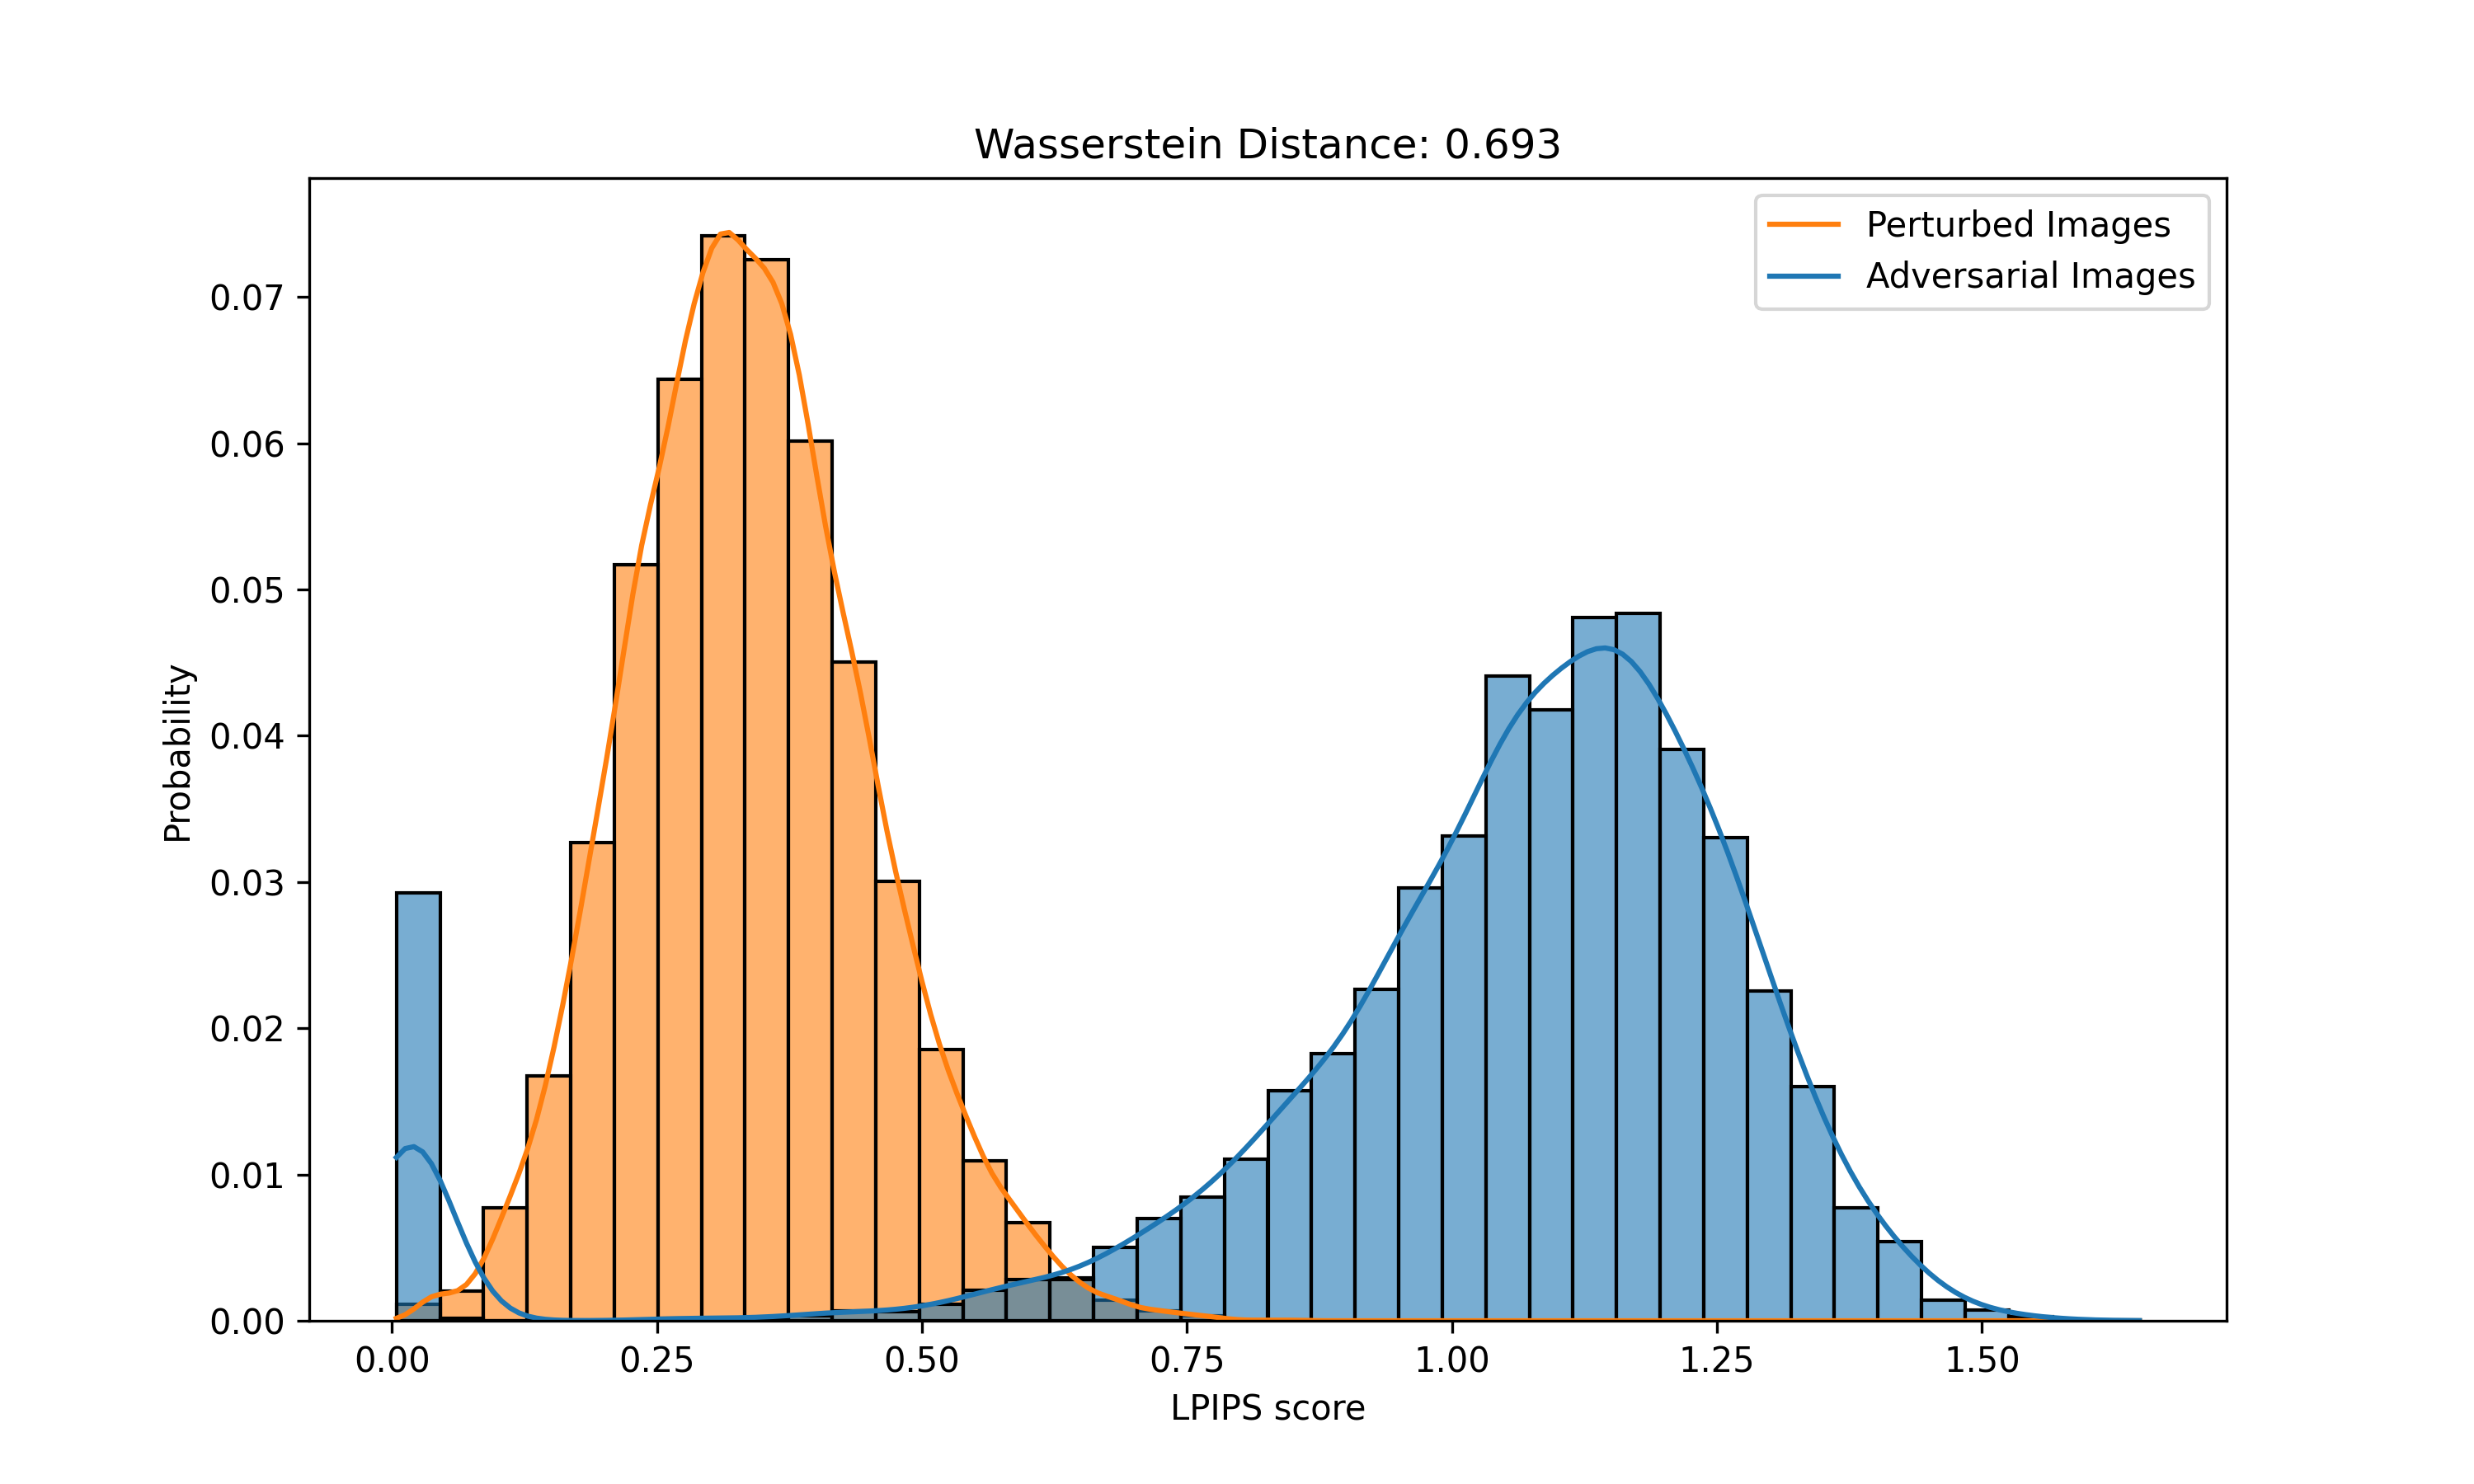 Wasserstein Distance: 0.693
Perturbed Images
Adversarial Images
Probability
0.07
0.06
0.05
0.04
0.03
0.02
0.01
0.00
0.00 0.25 0.50 0.75 1.00 1.25 1.50
LPIPS score